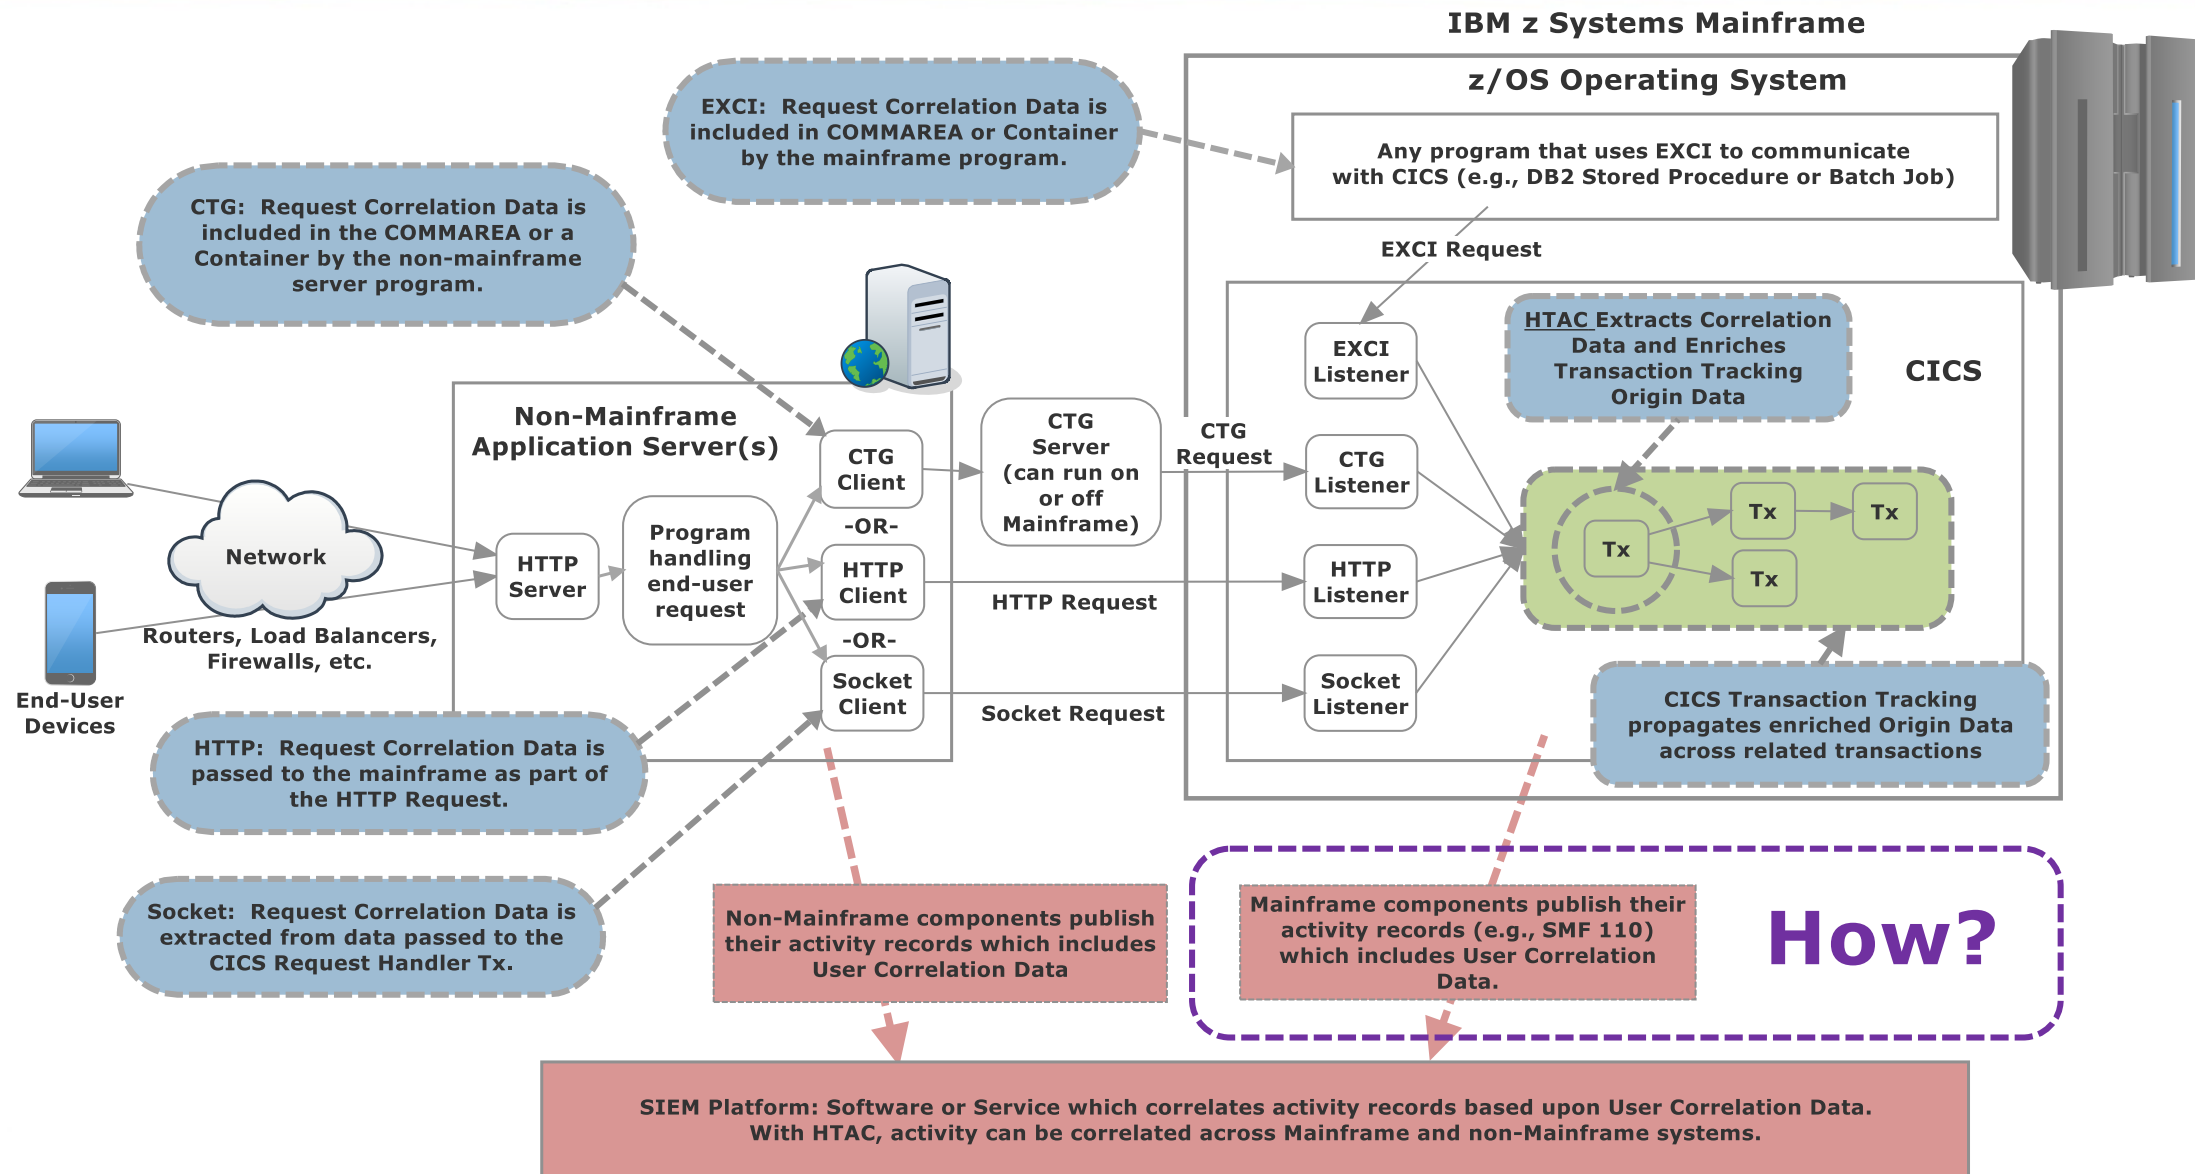 IBM z Systems Mainframe
z/OS Operating System
EXCI:  Request Correlation Data is
included in COMMAREA or Container
by the mainframe program.
Any program that uses EXCI to communicate
with CICS (e.g., DB2 Stored Procedure or Batch Job)
CTG:  Request Correlation Data is
included in the COMMAREA or a
Container by the non-mainframe
server program.
EXCI Request
EXCI
Listener
HTAC Extracts Correlation
Data and Enriches
Transaction Tracking
Origin Data
CICS
Non-Mainframe
Application Server(s)
CTG
Client
-OR-
HTTP
Client
-OR-
Socket
Client
CTG
Server
(can run on
or off
Mainframe)
CTG
Request
CTG
Listener
Network
HTTP
Server
Program
handling
end-user
request
HTTP Request
HTTP
Listener
Tx
Tx
Tx
Tx
Routers, Load Balancers,
Firewalls, etc.
End-User
Devices
Socket Request
Socket
Listener
CICS Transaction Tracking
propagates enriched Origin Data
across related transactions
HTTP:  Request Correlation Data is
passed to the mainframe as part of
the HTTP Request.
Socket:  Request Correlation Data is
extracted from data passed to the
CICS Request Handler Tx.
Non-Mainframe components publish
their activity records which includes
User Correlation Data
Mainframe components publish their
activity records (e.g., SMF 110)
which includes User Correlation
Data.
How?
SIEM Platform: Software or Service which correlates activity records based upon User Correlation Data.
With HTAC, activity can be correlated across Mainframe and non-Mainframe systems.